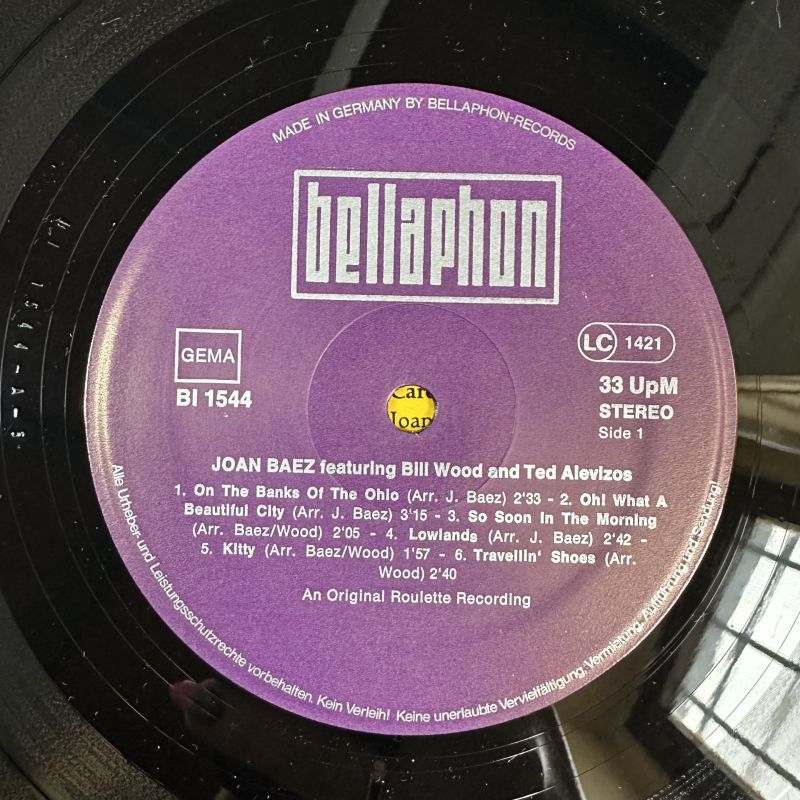 MADE IN GERMANY BY BELLAPHON-RECORDS
bellaphon
GEMA
BI 1544
LC 1421
33 UpM
STEREO
Side 1
JOAN BAEZ featuring Bill Wood and Ted Alevizos
1. On The Banks Of The Ohio (Arr. J. Baez) 2'33 - 2. Oh! What A
Beautiful City (Arr. J. Baez) 3'15 - 3. So Soon In The Morning
(Arr. Baez/Wood) 2'05 - 4. Lowlands (Arr. J. Baez) 2'42 -
5. Kitty (Arr. Baez/Wood) 1'57 - 6. Travellin' Shoes (Arr.
Wood) 2'40
An Original Roulette Recording
Alle Urheber und Leistungsschutzrechte vorbehalten. Kein Verleih! Keine unerlaubte Vervielfältigung, Vermietung, Aufführung und Sendung!
Joan
1544-A-